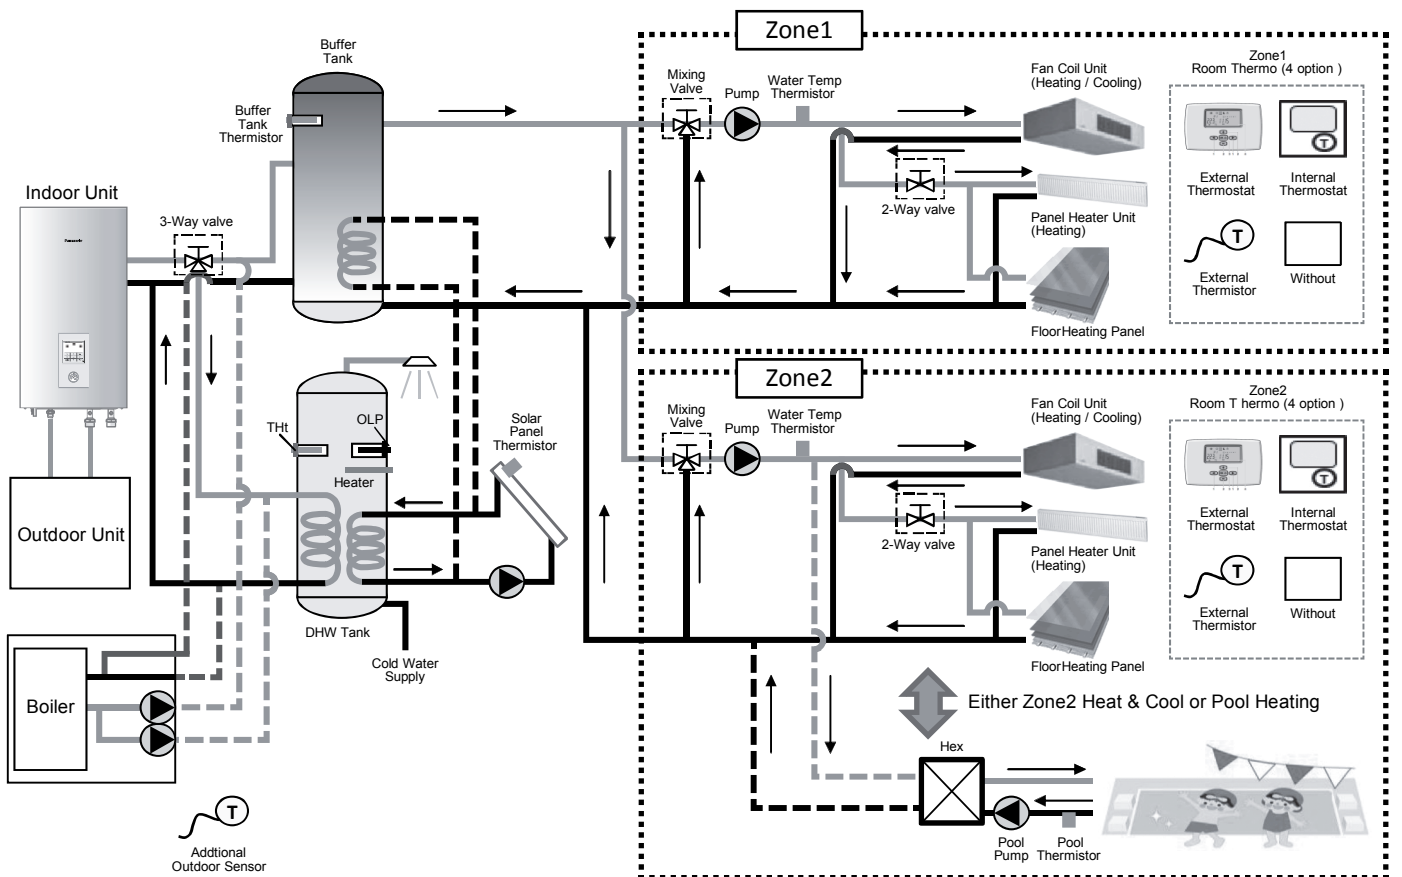 Zone1
Buffer
Tank
Buffer
Tank
Thermistor
Mixing
Valve
Pump
Water Temp
Thermistor
Fan Coil Unit
(Heating / Cooling)
Zone1
Room Thermo (4 option )
External
Thermostat
Internal
Thermostat
T
2-Way valve
Panel Heater Unit
(Heating)
T
External
Thermistor
Without
FloorHeating Panel
Indoor Unit
Panasonic
3-Way valve
Outdoor Unit
THt
OLP
Heater
Solar
Panel
Thermistor
DHW Tank
Cold Water
Supply
Boiler
T
Addtional
Outdoor Sensor
Zone2
Mixing
Valve
Pump
Water Temp
Thermistor
Fan Coil Unit
(Heating / Cooling)
Zone2
Room T hermo (4 option )
External
Thermostat
Internal
Thermostat
T
2-Way valve
Panel Heater Unit
(Heating)
T
External
Thermistor
Without
FloorHeating Panel
Either Zone2 Heat & Cool or Pool Heating
Hex
Pool
Pump
Pool
Thermistor